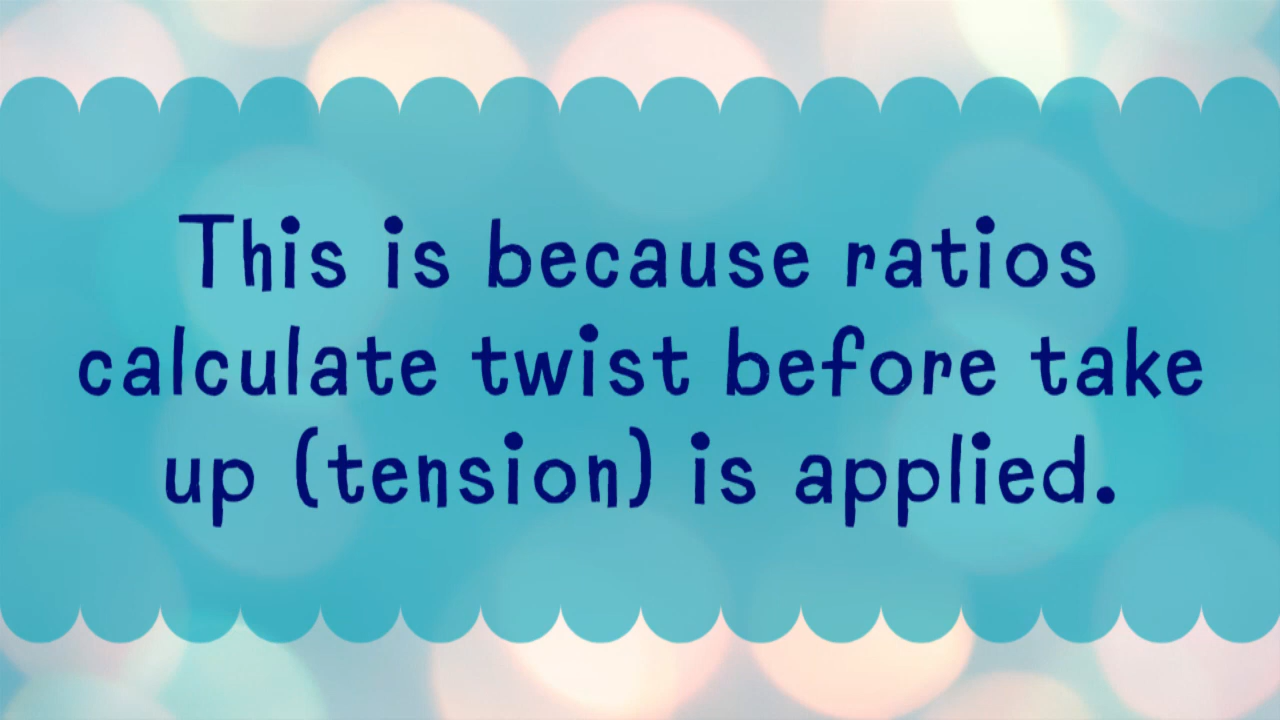 This is because ratios
calculate twist before take
up (tension) is applied.